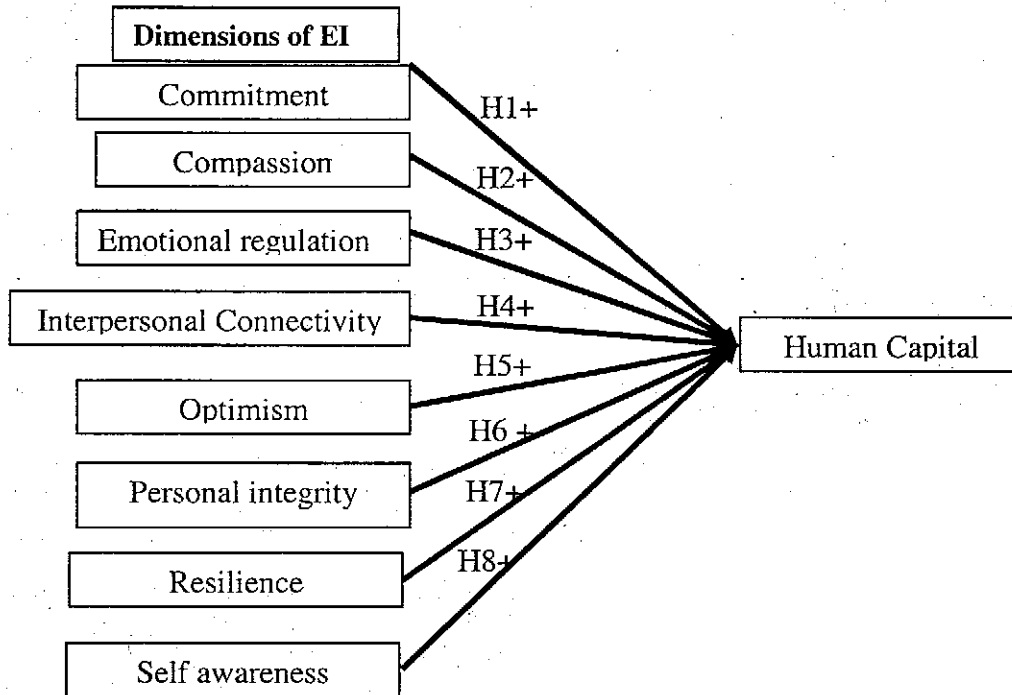 Dimensions of EI
Commitment
H1+
Compassion
H2+
Emotional regulation
H3+
Interpersonal Connectivity
H4+
Human Capital
H5+
Optimism
H6 +
Personal integrity
H7+
Resilience
H8+
Self awareness